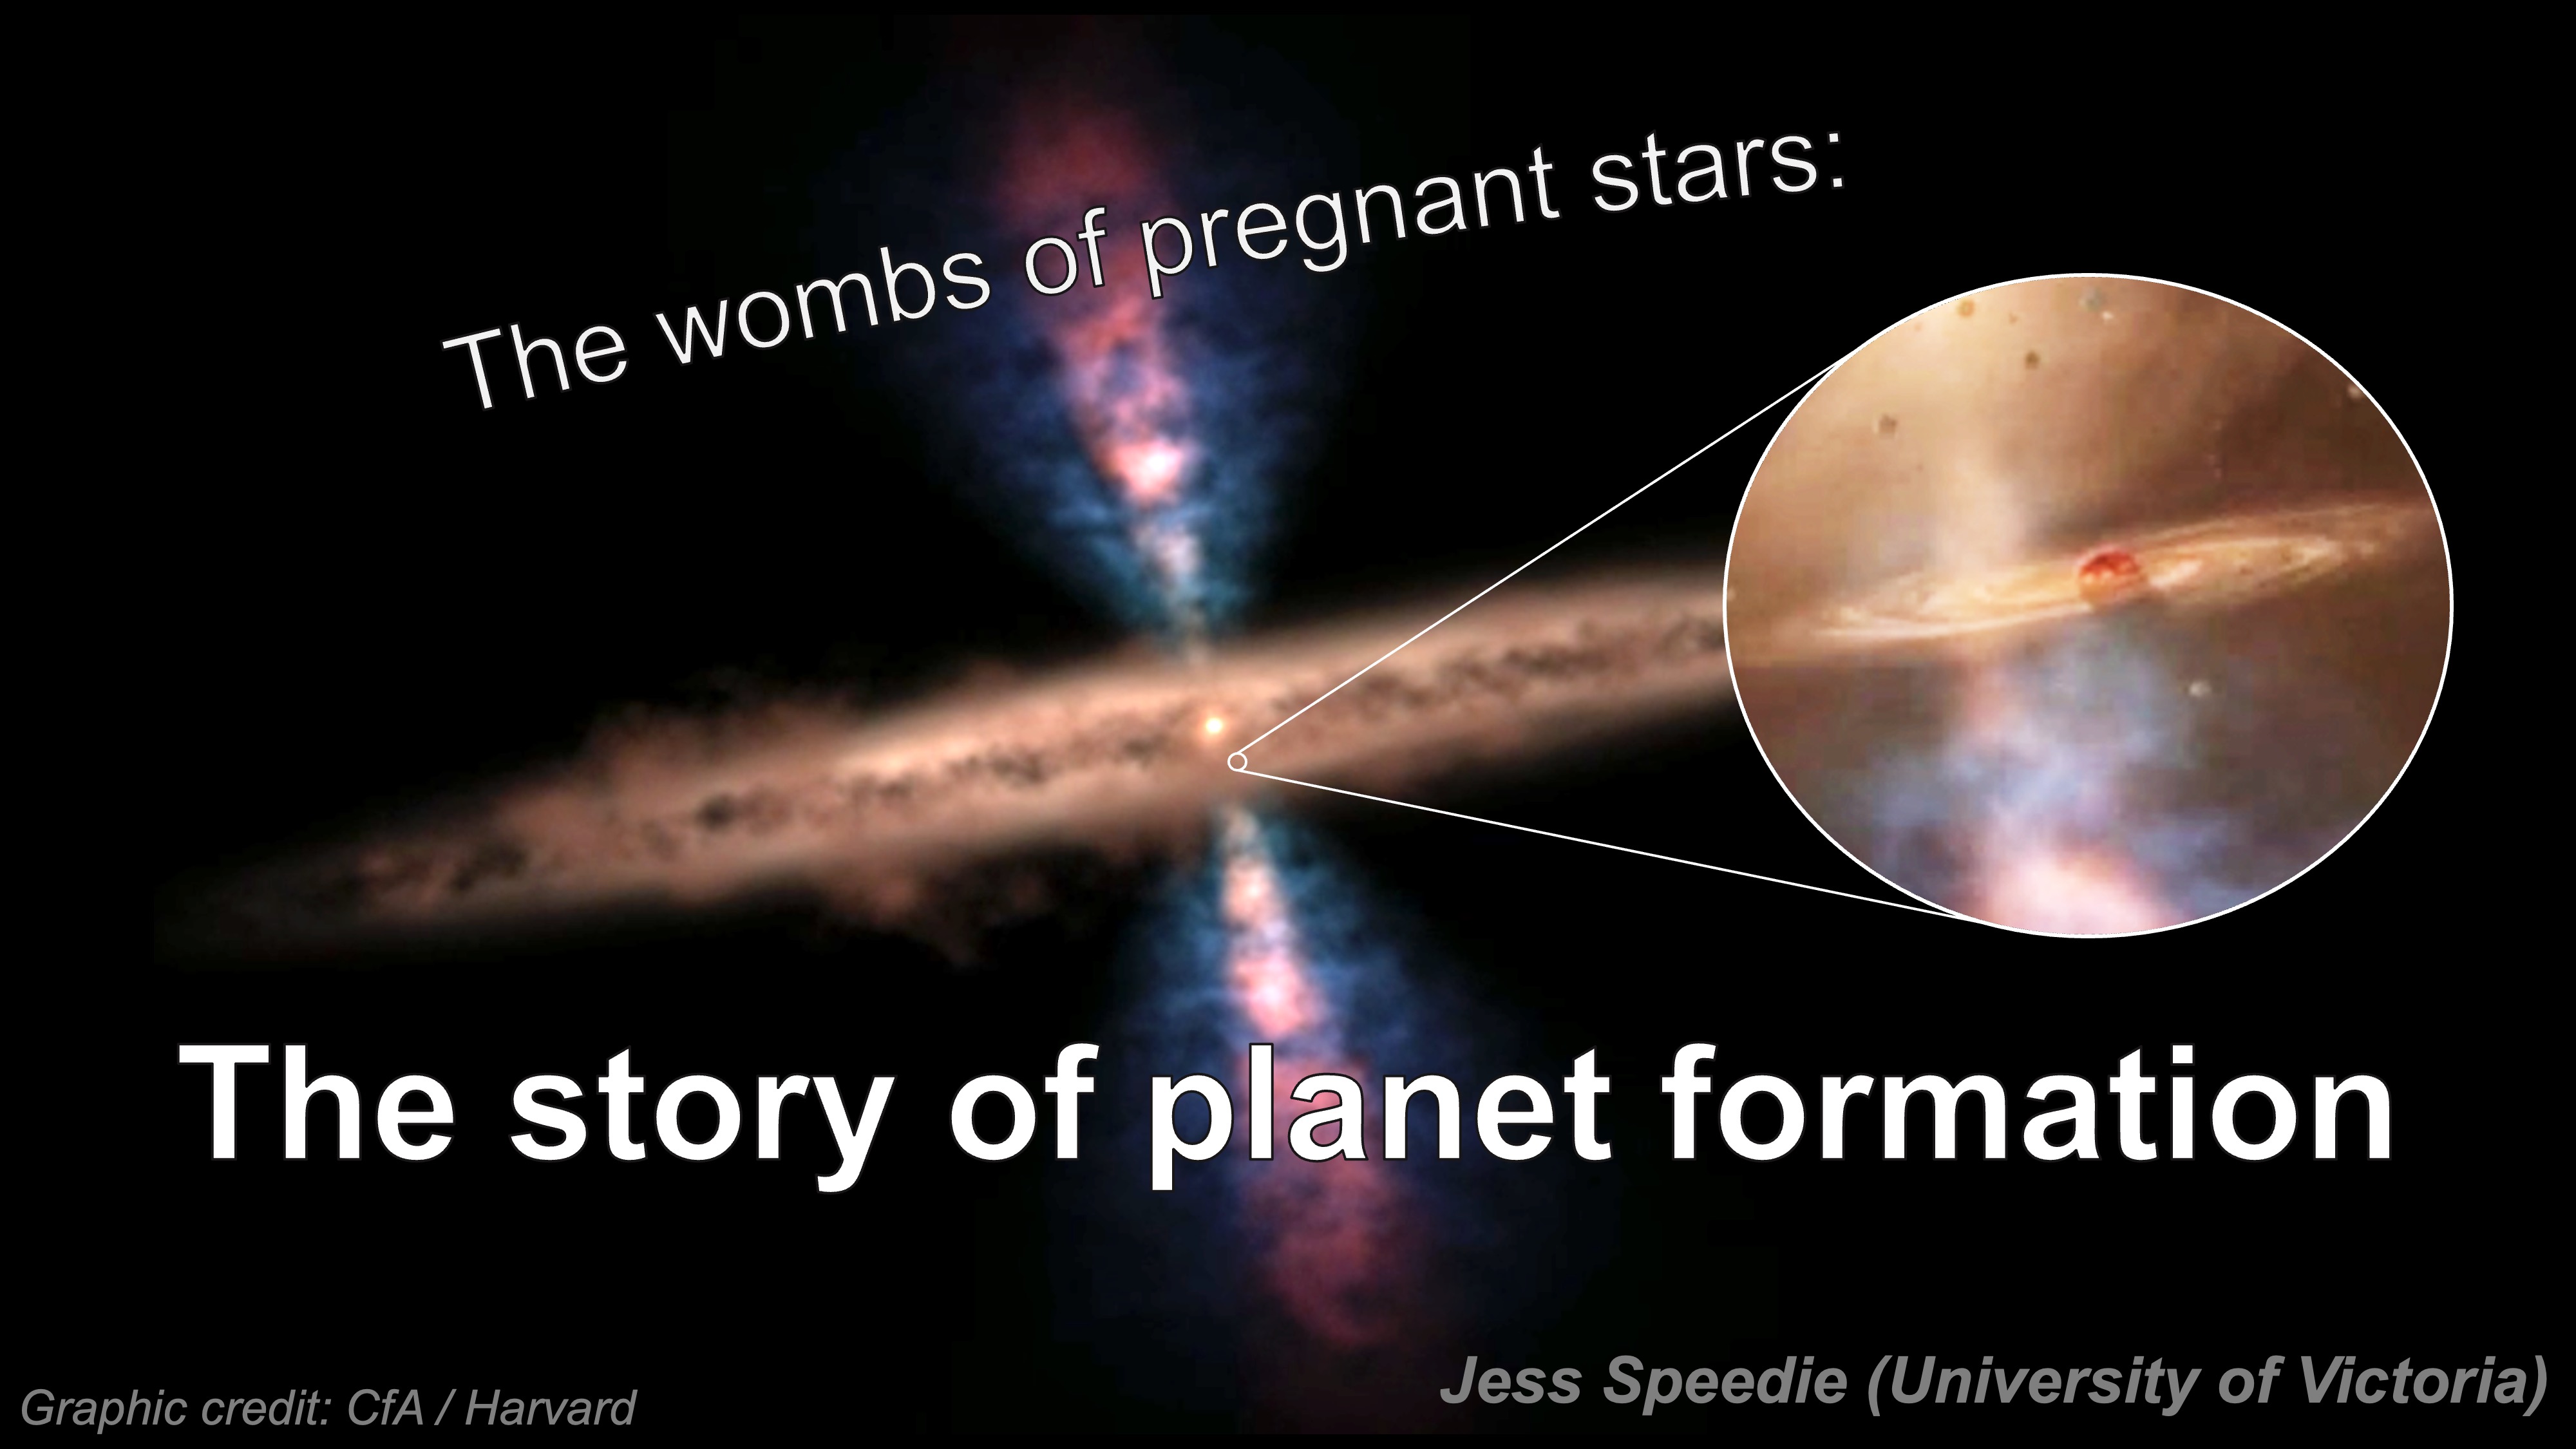 The wombs of pregnant stars:
The story of planet formation
Graphic credit: CfA / Harvard
Jess Speedie (University of Victoria)